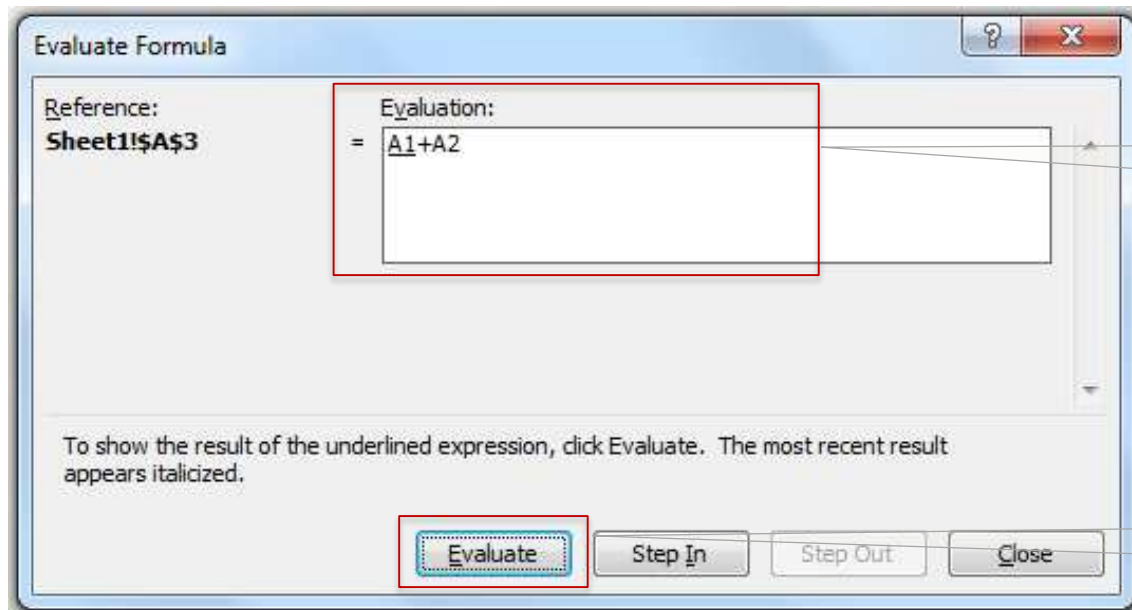 Evaluate Formula
Reference: Evaluation:
Sheet1!$A$3 = A1+A2
To show the result of the underlined expression, click Evaluate. The most recent result
appears italicized.
Evaluate Step In Step Out Close